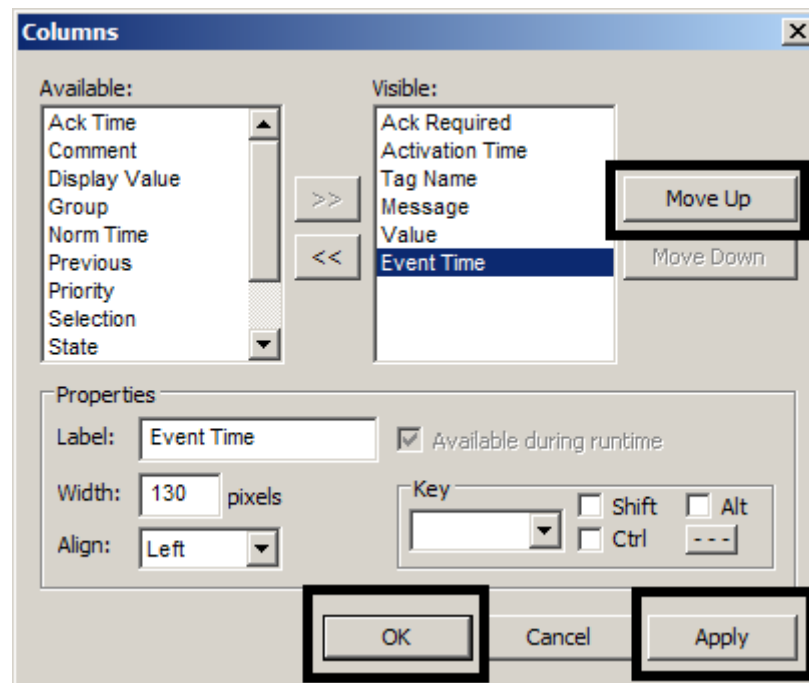 Columns
Available:
Ack Time
Comment
Display Value
Group
Norm Time
Previous
Priority
Selection
State
>>
<<
Visible:
Ack Required
Activation Time
Tag Name
Message
Value
Event Time
Move Up
Move Down
Properties
Label: Event Time
Available during runtime
Width: 130 pixels
Align: Left
Key
Shift Alt
Ctrl ---
OK Cancel Apply